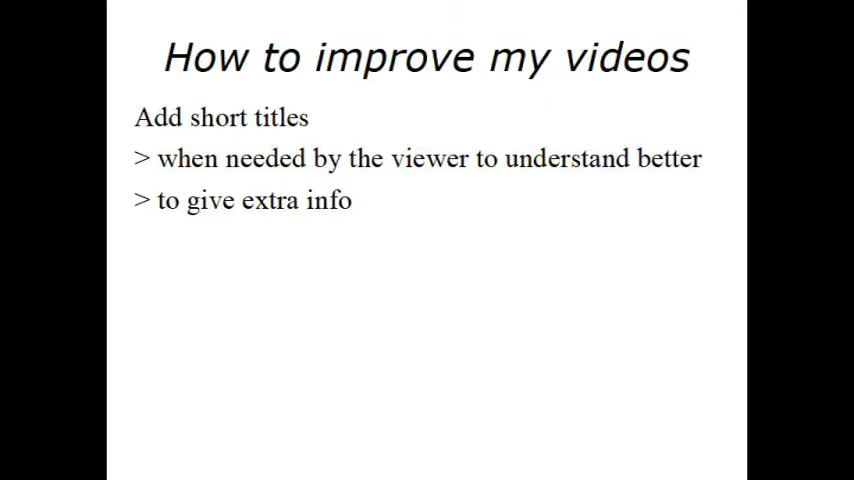 How to improve my videos
Add short titles
> when needed by the viewer to understand better
> to give extra info